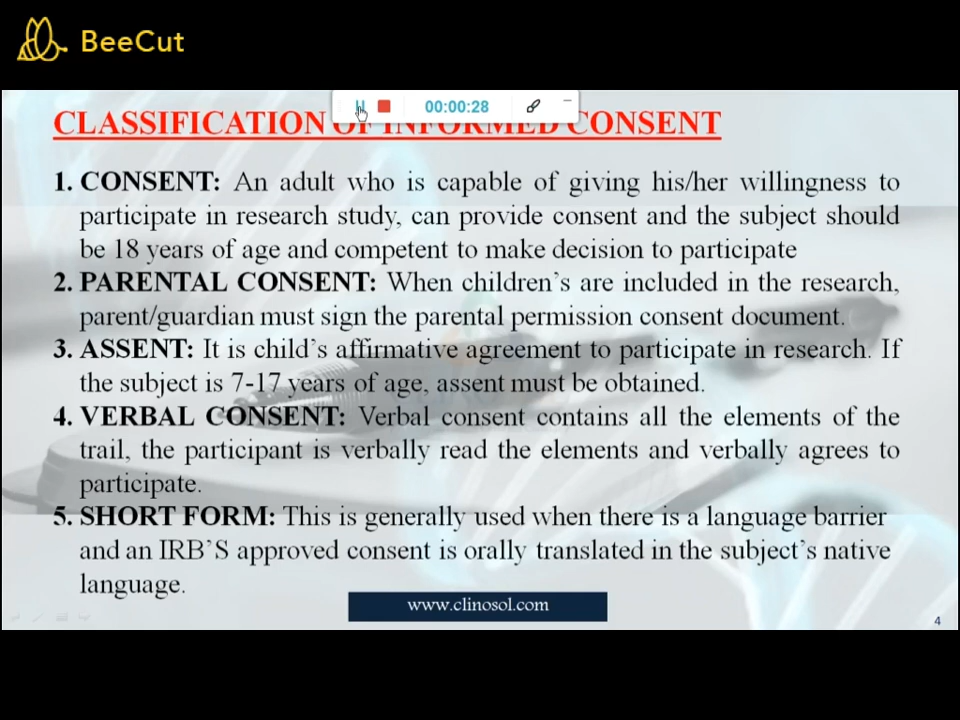 BeeCut
00:00:28
CLASSIFICATION OF INFORMED CONSENT
1. CONSENT: An adult who is capable of giving his/her willingness to
participate in research study, can provide consent and the subject should
be 18 years of age and competent to make decision to participate
2. PARENTAL CONSENT: When children's are included in the research,
parent/guardian must sign the parental permission consent document.
3. ASSENT: It is child's affirmative agreement to participate in research. If
the subject is 7-17 years of age, assent must be obtained.
4. VERBAL CONSENT: Verbal consent contains all the elements of the
trail, the participant is verbally read the elements and verbally agrees to
participate.
5. SHORT FORM: This is generally used when there is a language barrier
and an IRB'S approved consent is orally translated in the subject's native
language.
www.clinosol.com
4